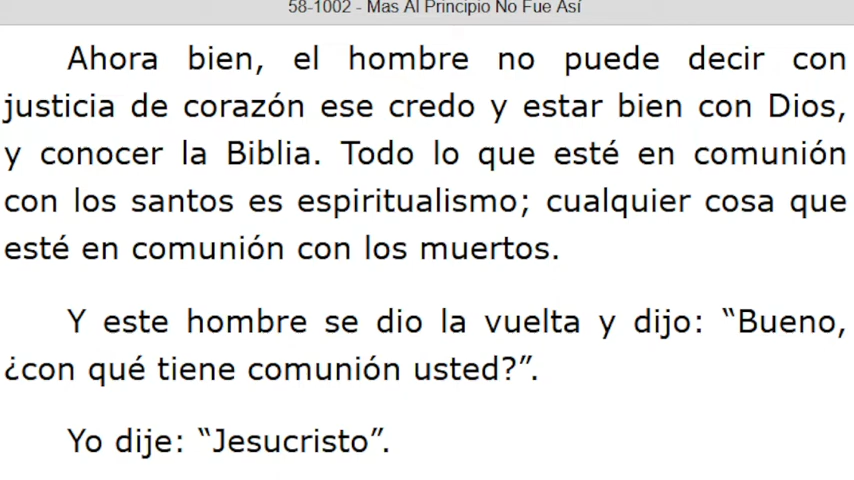 58-1002 - Mas Al Principio No Fue Así
Ahora bien, el hombre no puede decir con
justicia de corazón ese credo y estar bien con Dios,
y conocer la Biblia. Todo lo que esté en comunión
con los santos es espiritualismo; cualquier cosa que
esté en comunión con los muertos.
Y este hombre se dio la vuelta y dijo: “Bueno,
¿con qué tiene comunión usted?”.
Yo dije: “Jesucristo”.